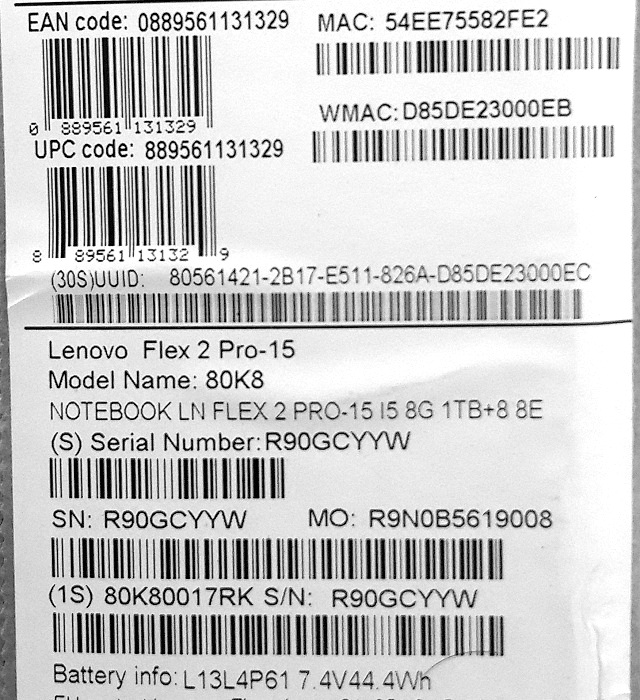 EAN code: 0889561131329
MAC: 54EE75582FE2
0 889561 131329
WMAC: D85DE23000EB
UPC code: 889561131329
8 89561 13132 9
(30S)UUID: 80561421-2B17-E511-826A-D85DE23000EC
Lenovo Flex 2 Pro-15
Model Name: 80K8
NOTEBOOK LN FLEX 2 PRO-15 I5 8G 1TB+8 8E
(S) Serial Number:R90GCYYW
SN: R90GCYYW MO: R9N0B5619008
(1S) 80K80017RK S/N: R90GCYYW
Battery info: L13L4P61 7.4V44.4Wh